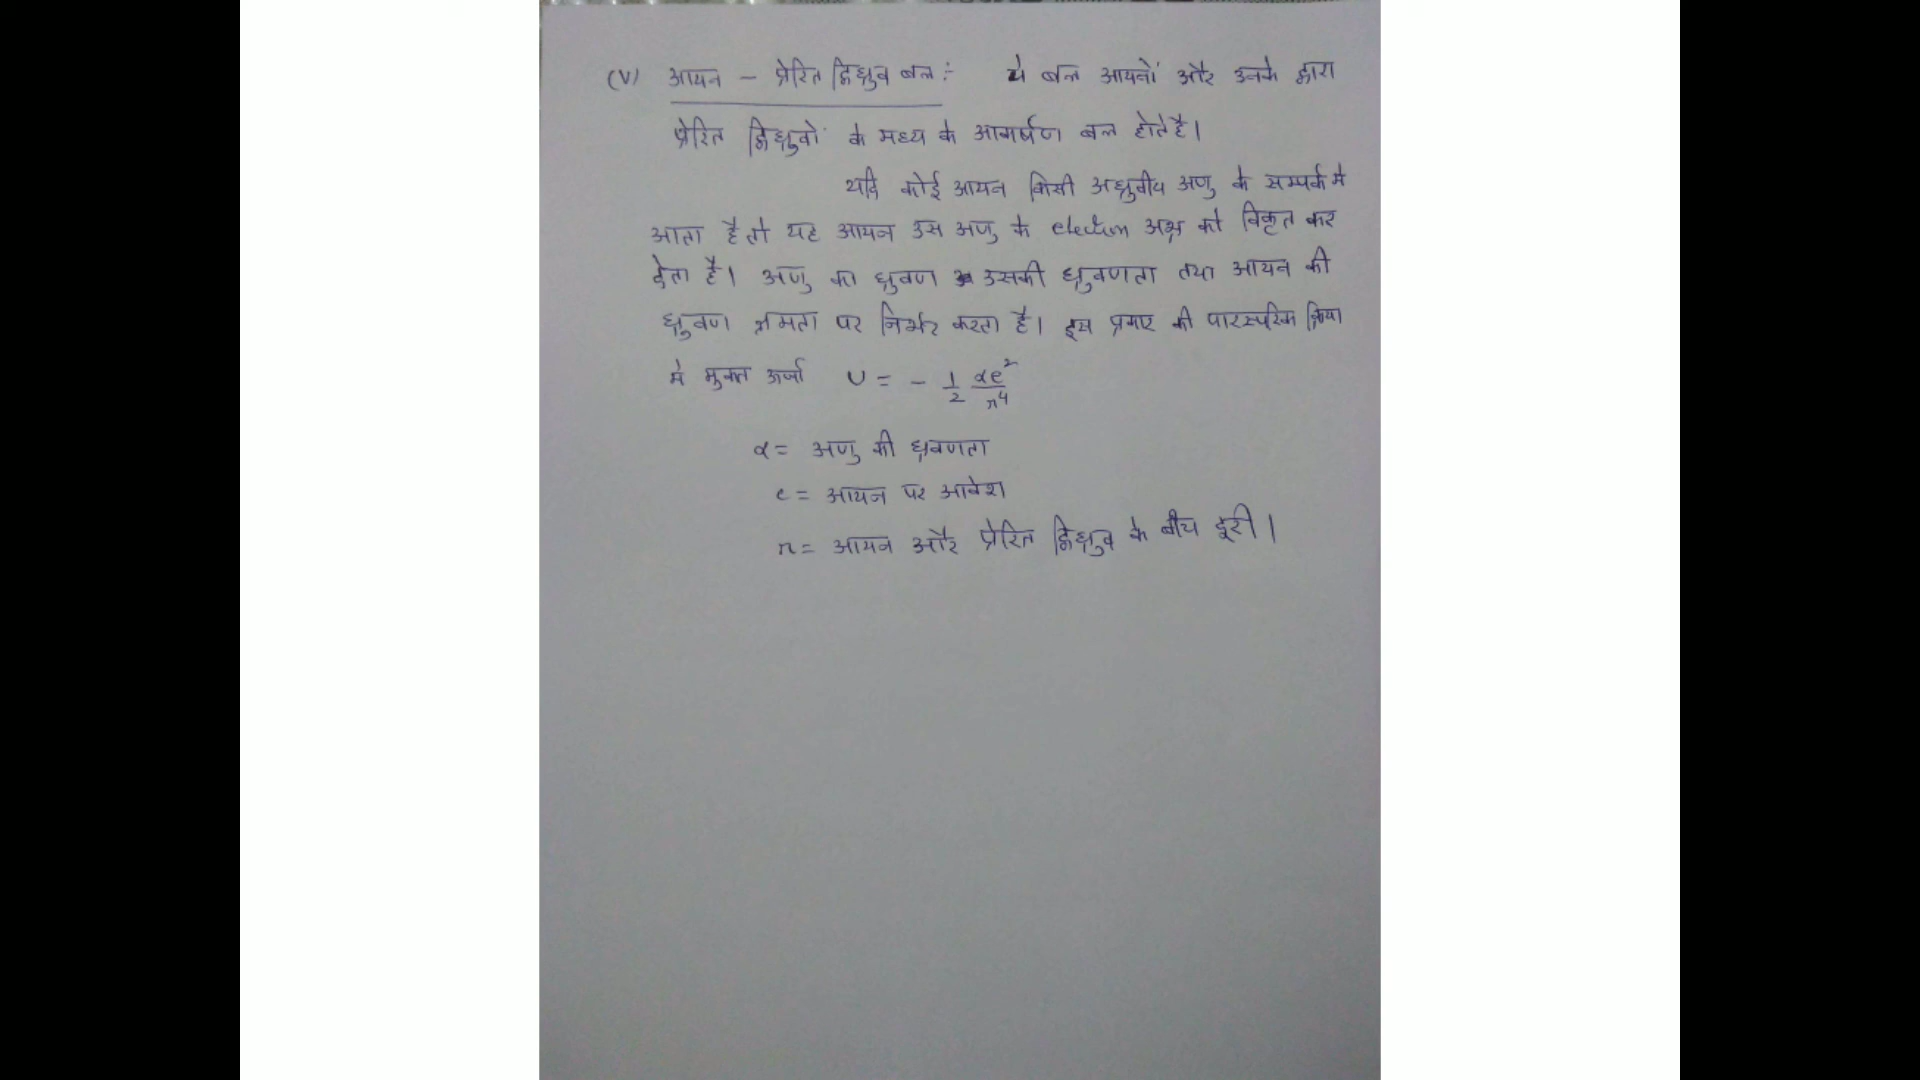 (V) आयन - प्रेरित द्विध्रुव बल :- ये बल आयनों और उनके द्वारा
प्रेरित द्विध्रुवों के मध्य के आकर्षण बल होते है।
यदि कोई आयन किसी अध्रुवीय अणु के सम्पर्क मे
आता है तो यह आयन उस अणु के electron अभ्र को विकृत कर
देता है। अणु का ध्रुवण उसकी ध्रुवणता तथा आयन की
ध्रुवण क्षमता पर निर्भर करता है। इस प्रकार की पारस्परिक क्रिया
मे मुक्त ऊर्जा U = - 1/2 αe²/r⁴
α = अणु की ध्रुवणता
e = आयन पर आवेश
r = आयन और प्रेरित द्विध्रुव के बीच दूरी।